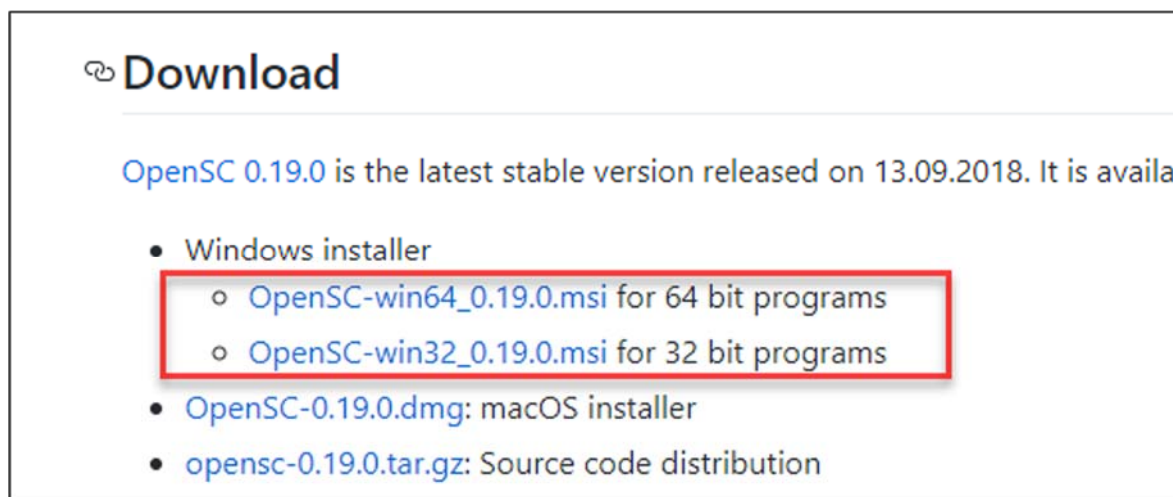 Download
OpenSC 0.19.0 is the latest stable version released on 13.09.2018. It is availa
Windows installer
OpenSC-win64_0.19.0.msi for 64 bit programs
OpenSC-win32_0.19.0.msi for 32 bit programs
OpenSC-0.19.0.dmg: macOS installer
opensc-0.19.0.tar.gz: Source code distribution